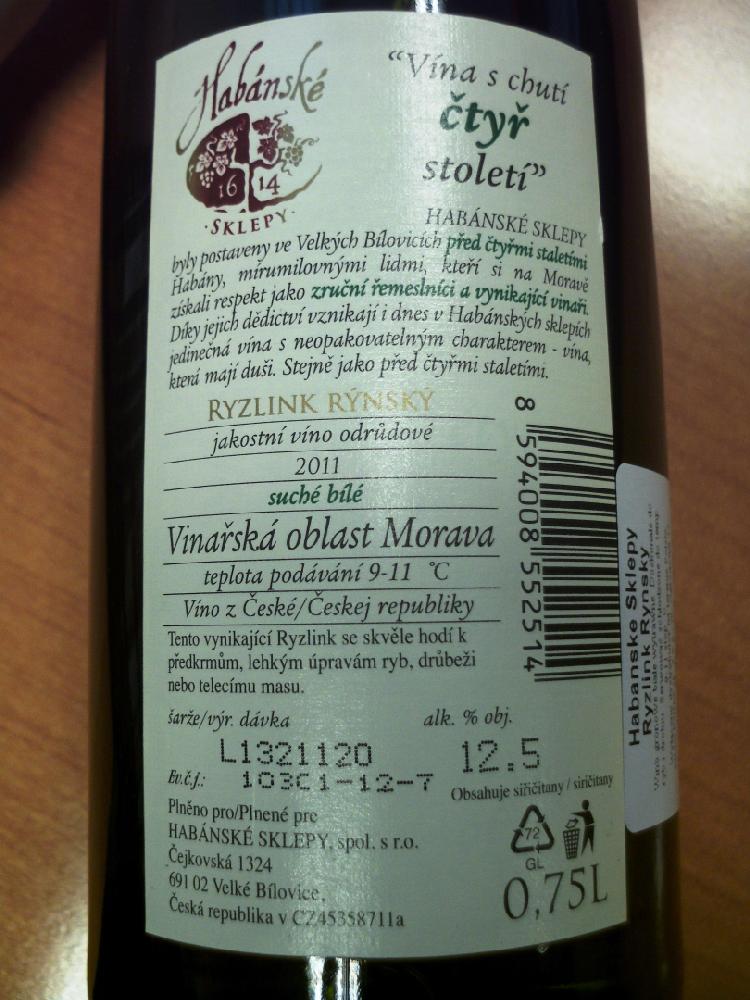 Habánské
16 14
·SKLEPY·
“Vína s chutí
čtyř
století”
HABÁNSKÉ SKLEPY
byly postaveny ve Velkých Bílovicích před čtyřmi staletími
Habány, mírumilovnými lidmi, kteří si na Moravě
získali respekt jako zruční řemeslníci a vynikající vinaři.
Díky jejich dědictví vznikají i dnes v Habánských sklepích
jedinečná vína s neopakovatelným charakterem - vína,
která mají duši. Stejně jako před čtyřmi staletími.
RYZLINK RÝNSKÝ
jakostní víno odrůdové
2011
suché bílé
Vinařská oblast Morava
teplota podávání 9-11 °C
Víno z České/Českej republiky
Tento vynikající Ryzlink se skvěle hodí k
předkrmům, lehkým úpravám ryb, drůbeži
nebo telecímu masu.
8 594008 552514
šarže/výr. dávka
alk. % obj.
L1321120
12.5
Ev.č.j.: 103C1-12-7
Obsahuje siřičitany / siričitany
Plněno pro/Plnené pre
HABÁNSKÉ SKLEPY, spol. s r.o.
Čejkovská 1324
691 02 Velké Bílovice,
Česká republika v CZ45358711a
72
GL
0,75L
Habanske Sklepy
Ryzlink Rynsky